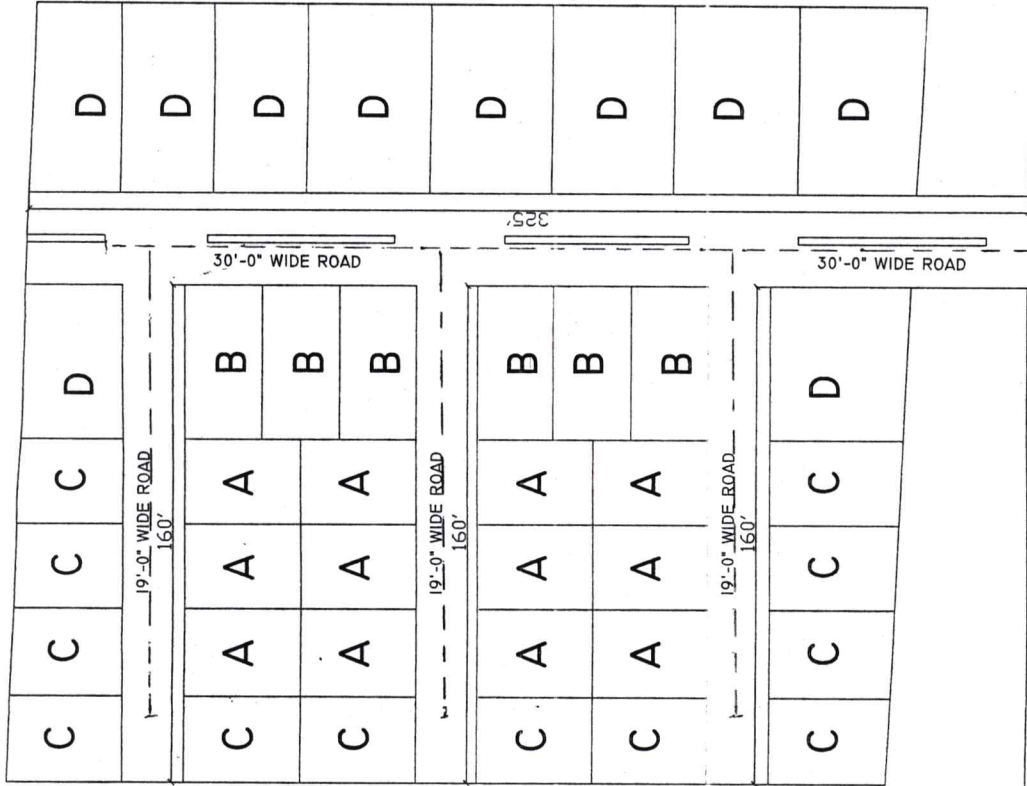 D D D D D D D D
325'
30'-0" WIDE ROAD 30'-0" WIDE ROAD
D B B B B B B D
19'-0" WIDE ROAD 19'-0" WIDE ROAD 19'-0" WIDE ROAD
160' 160' 160'
C A A A A C
C A A A A C
C A A A A C
C C C C C C